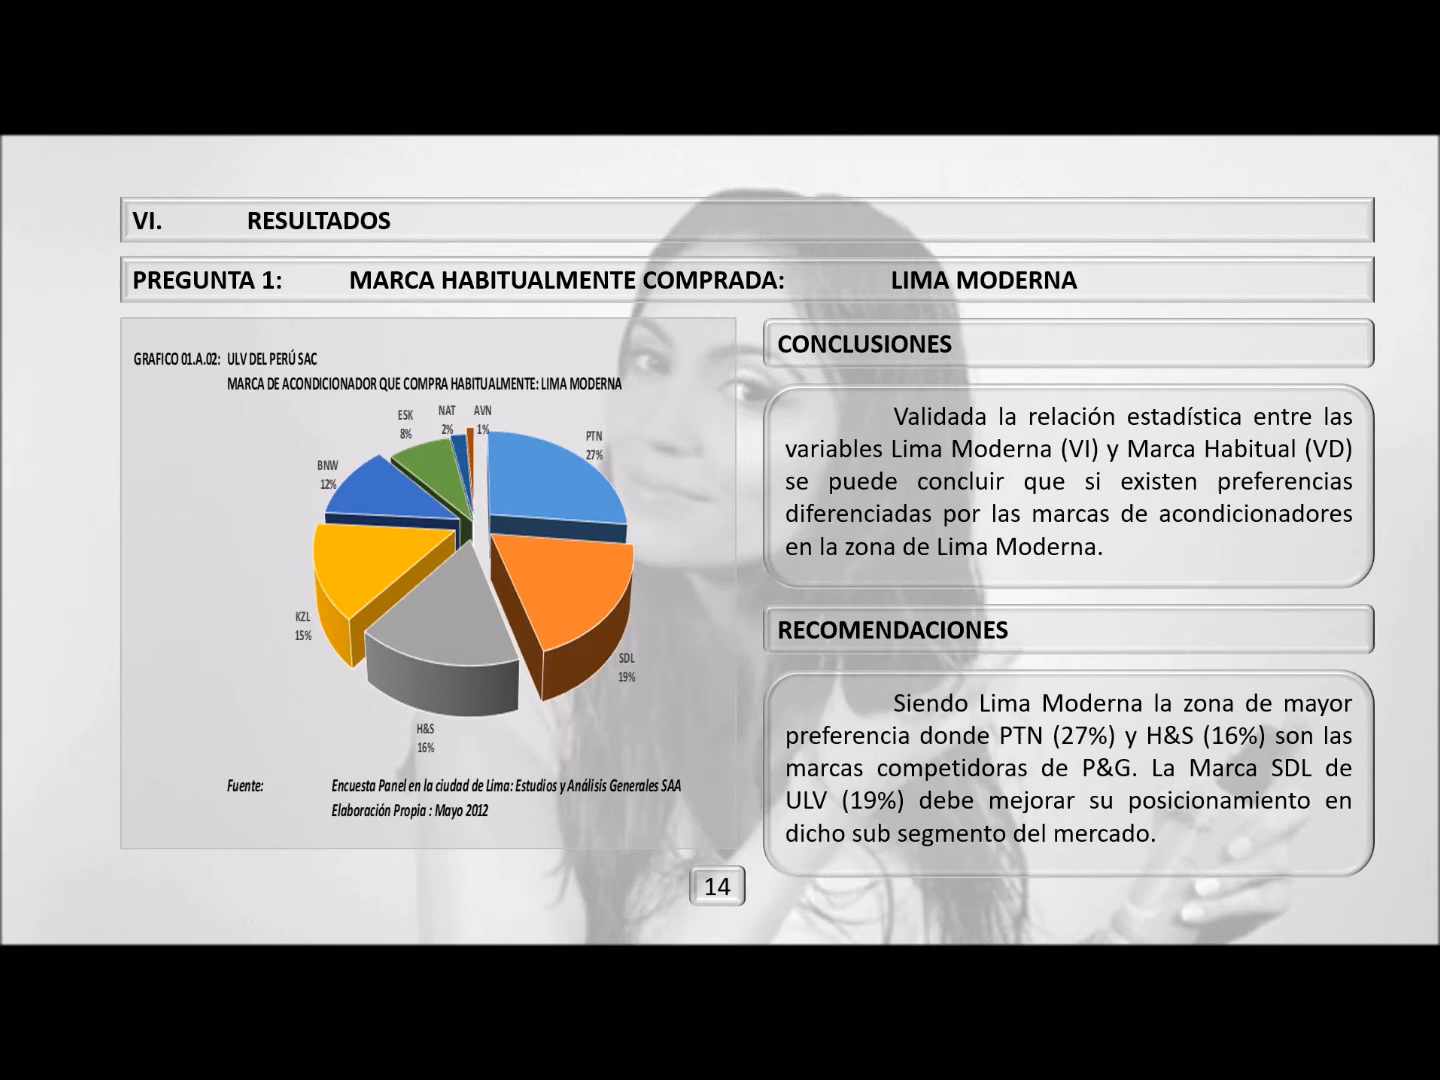 VI. RESULTADOS
PREGUNTA 1: MARCA HABITUALMENTE COMPRADA: LIMA MODERNA
GRAFICO 01.A.02: ULV DEL PERÚ SAC
MARCA DE ACONDICIONADOR QUE COMPRA HABITUALMENTE: LIMA MODERNA
PTN
27%
SDL
19%
H&S
16%
KZL
15%
BNW
12%
ESK
8%
NAT
2%
AVN
1%
Fuente: Encuesta Panel en la ciudad de Lima: Estudios y Análisis Generales SAA
Elaboración Propia : Mayo 2012
CONCLUSIONES
Validada la relación estadística entre las
variables Lima Moderna (VI) y Marca Habitual (VD)
se puede concluir que si existen preferencias
diferenciadas por las marcas de acondicionadores
en la zona de Lima Moderna.
RECOMENDACIONES
Siendo Lima Moderna la zona de mayor
preferencia donde PTN (27%) y H&S (16%) son las
marcas competidoras de P&G. La Marca SDL de
ULV (19%) debe mejorar su posicionamiento en
dicho sub segmento del mercado.
14